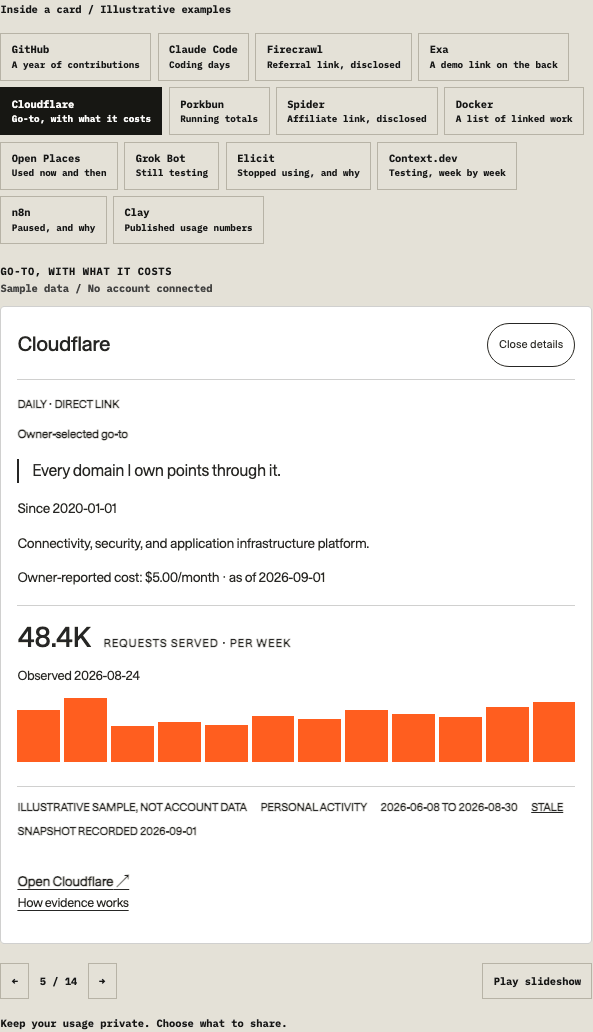 Inside a card / Illustrative examples
GitHub
A year of contributions
Claude Code
Coding days
Firecrawl
Referral link, disclosed
Exa
A demo link on the back
Cloudflare
Go-to, with what it costs
Porkbun
Running totals
Spider
Affiliate link, disclosed
Docker
A list of linked work
Open Places
Used now and then
Grok Bot
Still testing
Elicit
Stopped using, and why
Context.dev
Testing, week by week
n8n
Paused, and why
Clay
Published usage numbers
GO-TO, WITH WHAT IT COSTS
Sample data / No account connected
Cloudflare
Close details
DAILY · DIRECT LINK
Owner-selected go-to
Every domain I own points through it.
Since 2020-01-01
Connectivity, security, and application infrastructure platform.
Owner-reported cost: $5.00/month · as of 2026-09-01
48.4K REQUESTS SERVED · PER WEEK
Observed 2026-08-24
ILLUSTRATIVE SAMPLE, NOT ACCOUNT DATA PERSONAL ACTIVITY 2026-06-08 TO 2026-08-30 STALE
SNAPSHOT RECORDED 2026-09-01
Open Cloudflare ↗
How evidence works
← 5 / 14 → Play slideshow
Keep your usage private. Choose what to share.